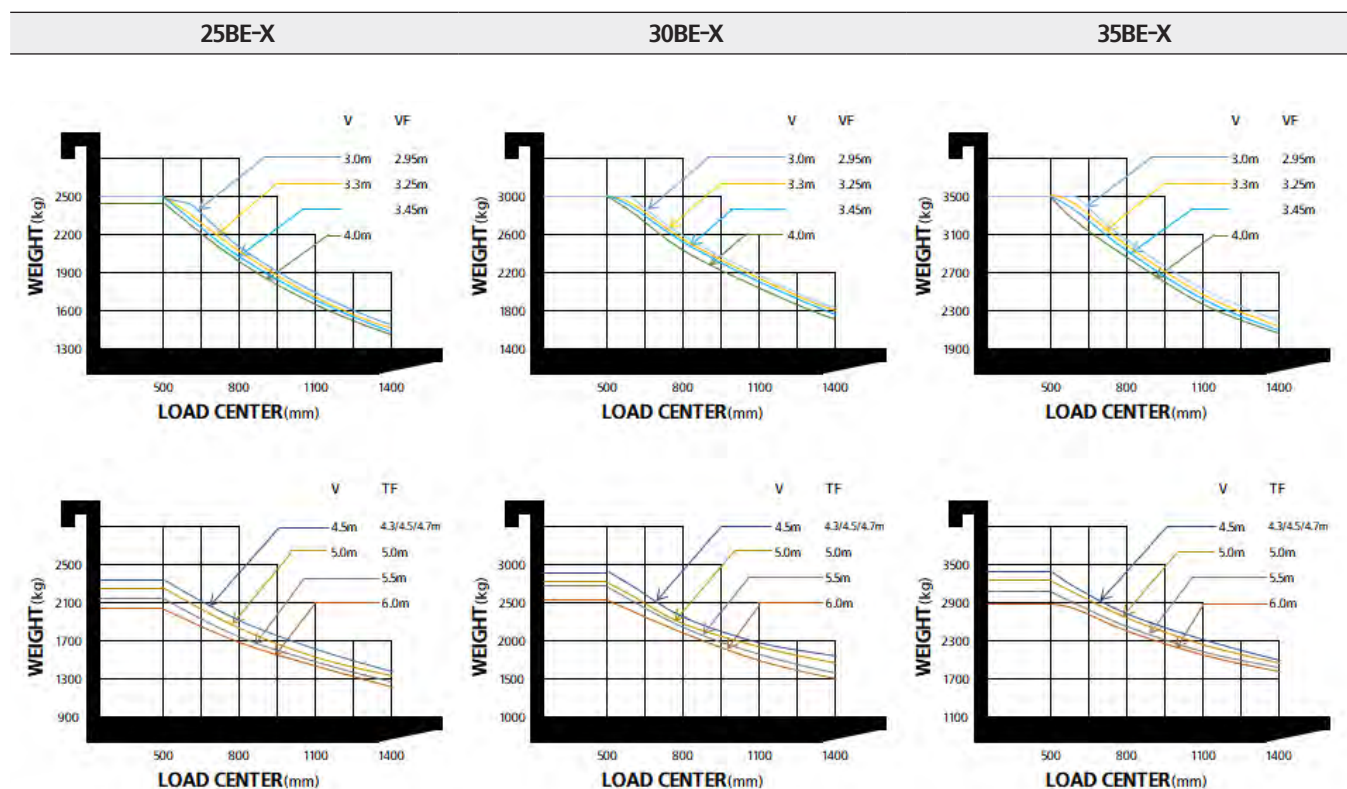 25BE-X 30BE-X 35BE-X
V VF
3.0m 2.95m
3.3m 3.25m
3.45m
4.0m
2500
2200
1900
1600
1300
WEIGHT(kg)
500 800 1100 1400
LOAD CENTER(mm)
V VF
3.0m 2.95m
3.3m 3.25m
3.45m
4.0m
3000
2600
2200
1800
1400
WEIGHT(kg)
500 800 1100 1400
LOAD CENTER(mm)
V VF
3.0m 2.95m
3.3m 3.25m
3.45m
4.0m
3500
3100
2700
2300
1900
WEIGHT(kg)
500 800 1100 1400
LOAD CENTER(mm)
V TF
4.5m 4.3/4.5/4.7m
5.0m 5.0m
5.5m
6.0m
2500
2100
1700
1300
900
WEIGHT(kg)
500 800 1100 1400
LOAD CENTER(mm)
V TF
4.5m 4.3/4.5/4.7m
5.0m 5.0m
5.5m
6.0m
3000
2500
2000
1500
1000
WEIGHT(kg)
500 800 1100 1400
LOAD CENTER(mm)
V TF
4.5m 4.3/4.5/4.7m
5.0m 5.0m
5.5m
6.0m
3500
2900
2300
1700
1100
WEIGHT(kg)
500 800 1100 1400
LOAD CENTER(mm)